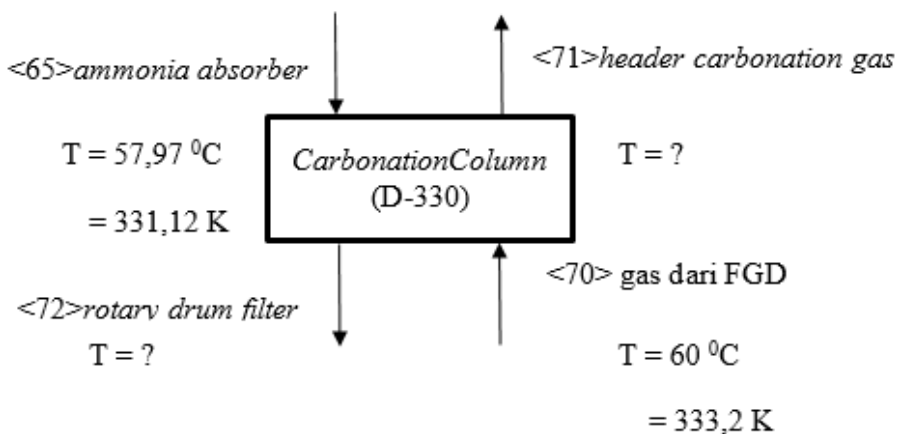 <65>ammonia absorber
T = 57,97 ⁰C
= 331,12 K
<71>header carbonation gas
T = ?
CarbonationColumn
(D-330)
<72>rotary drum filter
T = ?
<70> gas dari FGD
T = 60 ⁰C
= 333,2 K